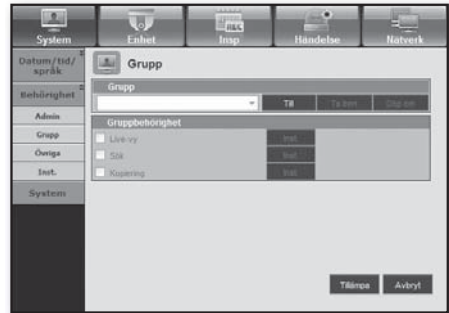 System Enhet Insp Händelse Nätverk
Datum/tid/
språk
Behörighet
Admin
Grupp
Övriga
Inst.
System
Grupp
Grupp
Till Ta bort Döp om
Gruppbehörighet
Live-vy Inst.
Sök Inst.
Kopiering Inst.
Tillämpa Avbryt